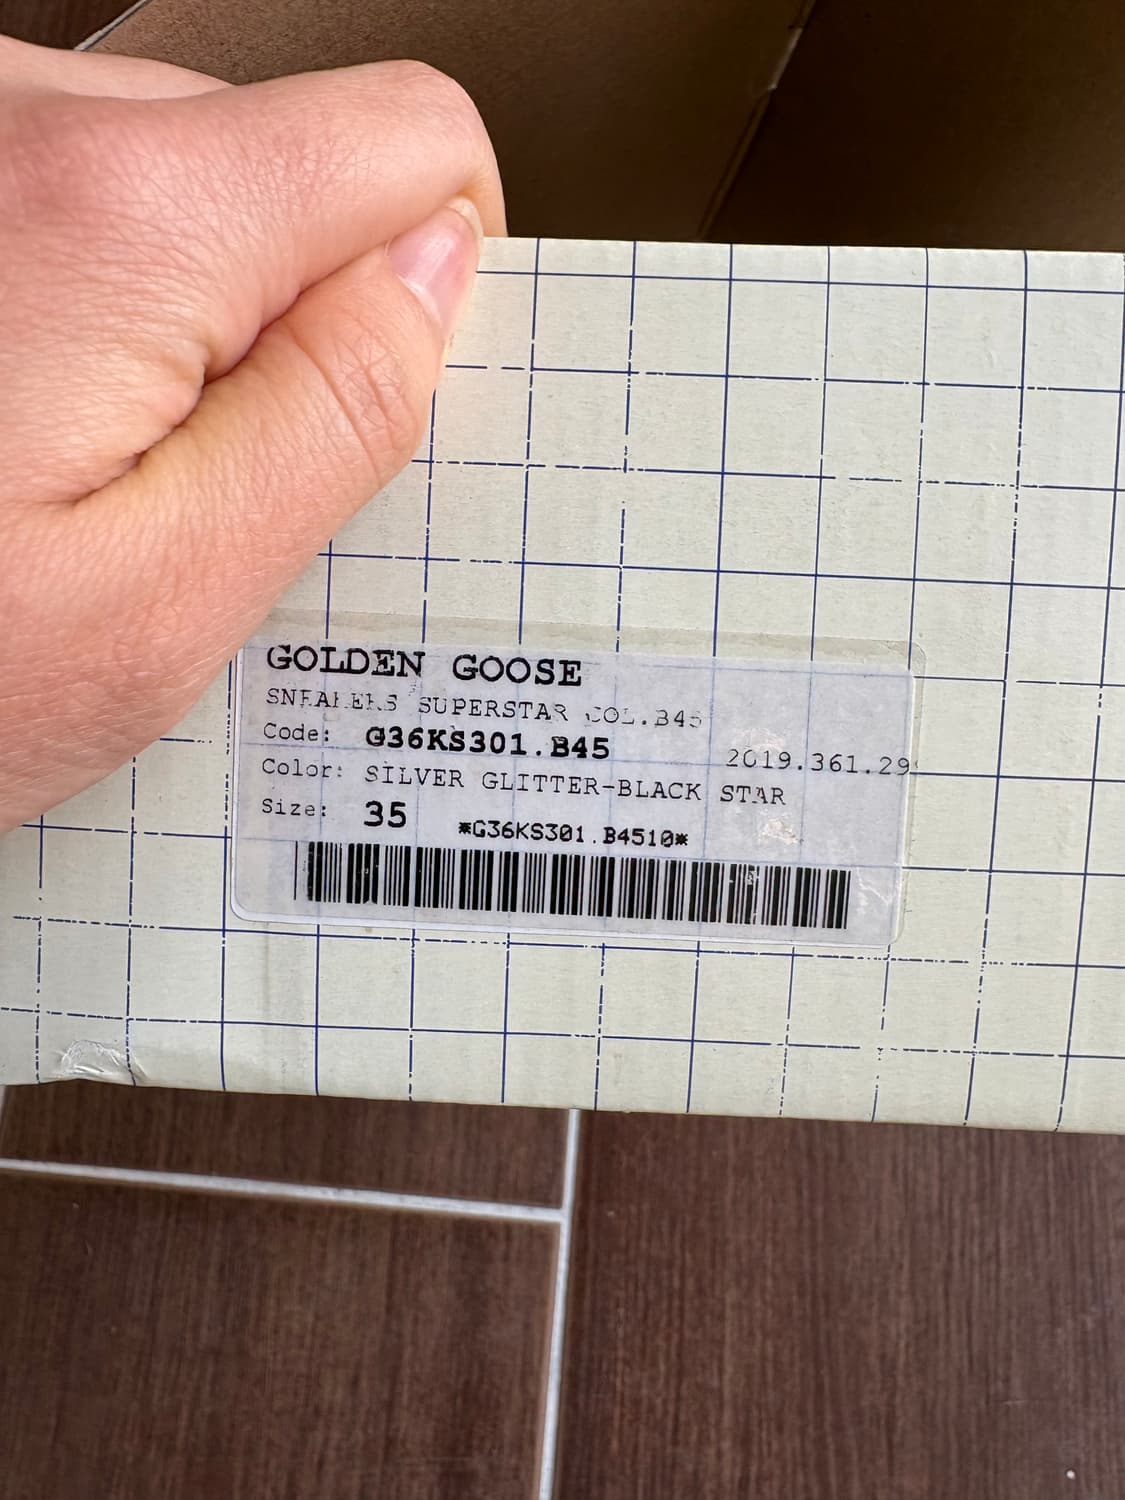 GOLDEN GOOSE
SNEAKERS SUPERSTAR COL.B45
Code: G36KS301.B45
2019.361.29
Color: SILVER GLITTER-BLACK STAR
Size: 35
*G36KS301.B4510*